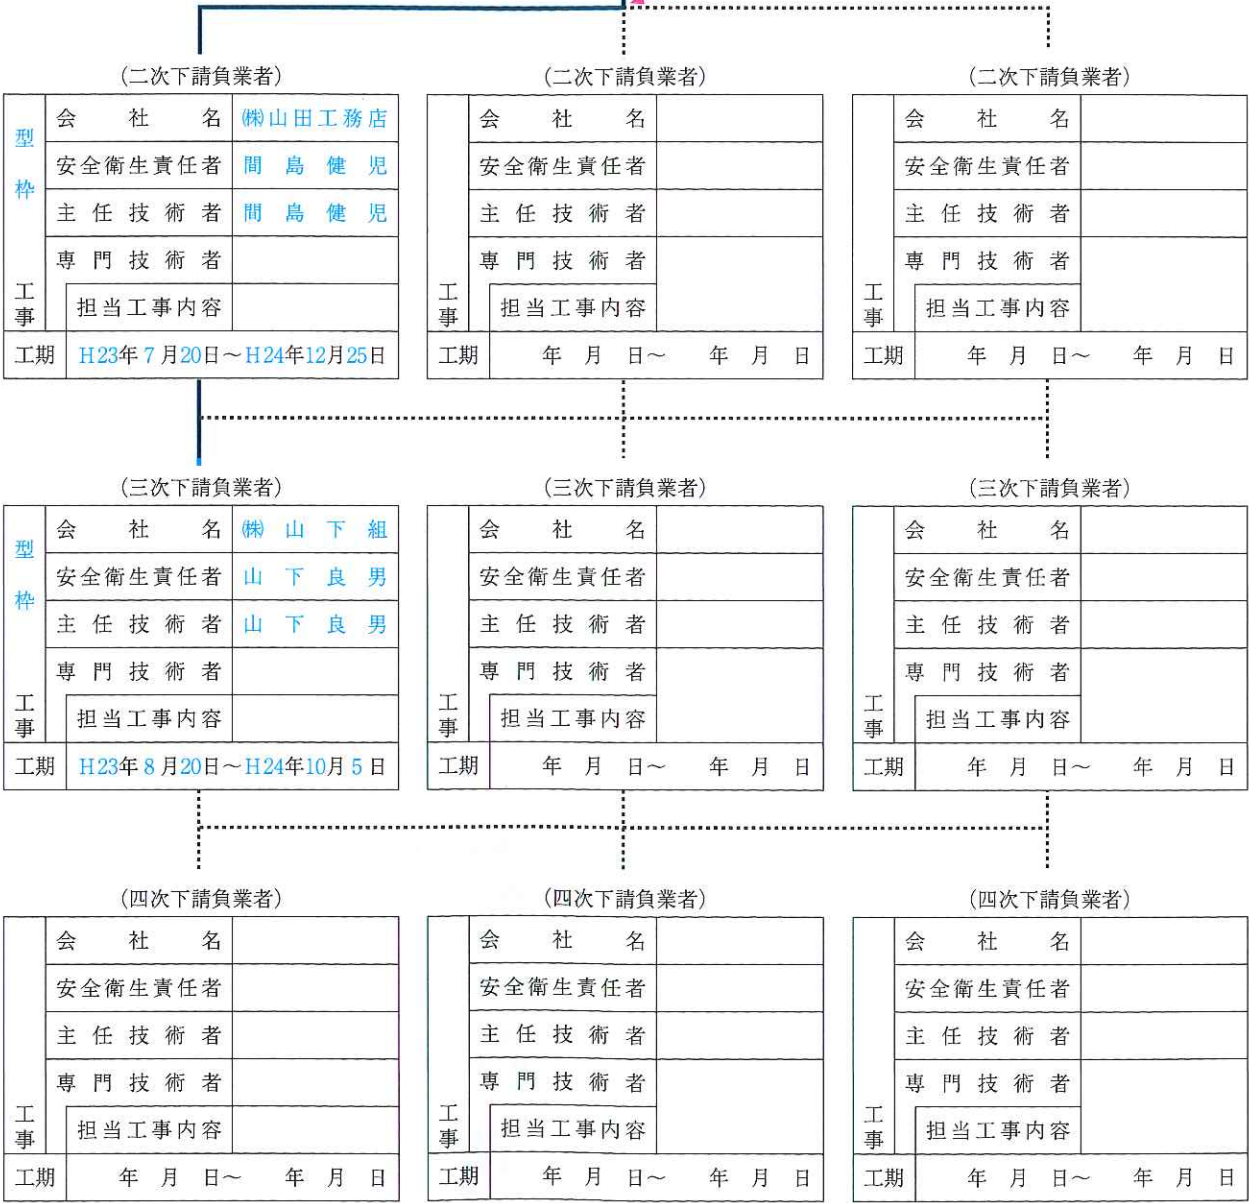 (二次下請負業者)
型枠工事
会社名 ㈱山田工務店
安全衛生責任者 間島健児
主任技術者 間島健児
専門技術者
担当工事内容
工期 H23年7月20日～H24年12月25日
(二次下請負業者)
工事
会社名
安全衛生責任者
主任技術者
専門技術者
担当工事内容
工期 年 月 日～ 年 月 日
(二次下請負業者)
工事
会社名
安全衛生責任者
主任技術者
専門技術者
担当工事内容
工期 年 月 日～ 年 月 日
(三次下請負業者)
型枠工事
会社名 ㈱山下組
安全衛生責任者 山下良男
主任技術者 山下良男
専門技術者
担当工事内容
工期 H23年8月20日～H24年10月5日
(三次下請負業者)
工事
会社名
安全衛生責任者
主任技術者
専門技術者
担当工事内容
工期 年 月 日～ 年 月 日
(三次下請負業者)
工事
会社名
安全衛生責任者
主任技術者
専門技術者
担当工事内容
工期 年 月 日～ 年 月 日
(四次下請負業者)
工事
会社名
安全衛生責任者
主任技術者
専門技術者
担当工事内容
工期 年 月 日～ 年 月 日
(四次下請負業者)
工事
会社名
安全衛生責任者
主任技術者
専門技術者
担当工事内容
工期 年 月 日～ 年 月 日
(四次下請負業者)
工事
会社名
安全衛生責任者
主任技術者
専門技術者
担当工事内容
工期 年 月 日～ 年 月 日